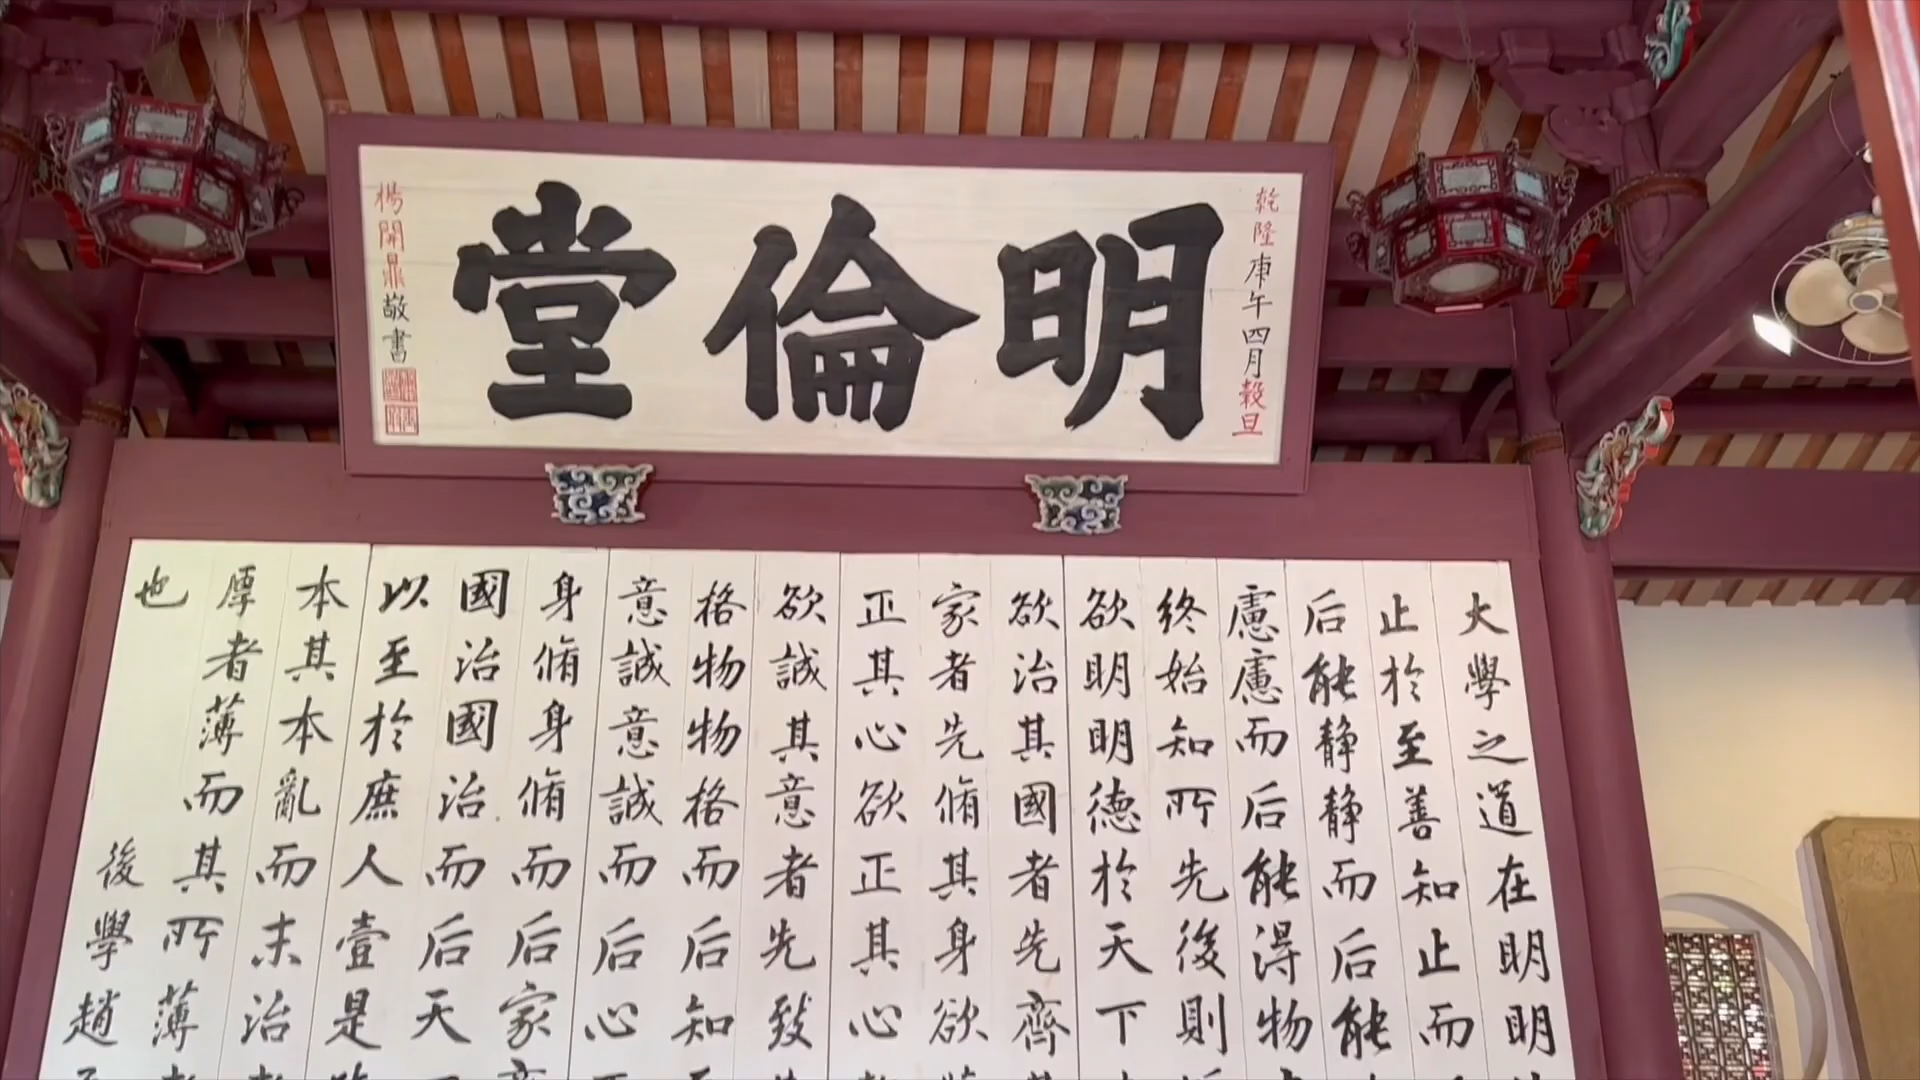 明倫堂
乾隆庚午四月穀旦
楊開鼎敬書
大學之道在明明
止於至善知止而
后能静静而后能
慮慮而后能得物
終始知所先後則
欲明明德於天下
欲治其國者先齊
家者先脩其身欲
正其心欲正其心
欲誠其意者先致
格物物格而后知
意誠意誠而后心
身脩身脩而后家
國治國治而后天
以至於庶人壹是
本其本亂而末治
厚者薄而其所薄
也
後學趙